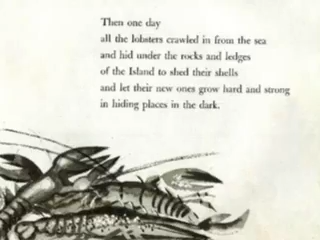 Then one day
all the lobsters crawled in from the sea
and hid under the rocks and ledges
of the Island to shed their shells
and let their new ones grow hard and strong
in hiding places in the dark.